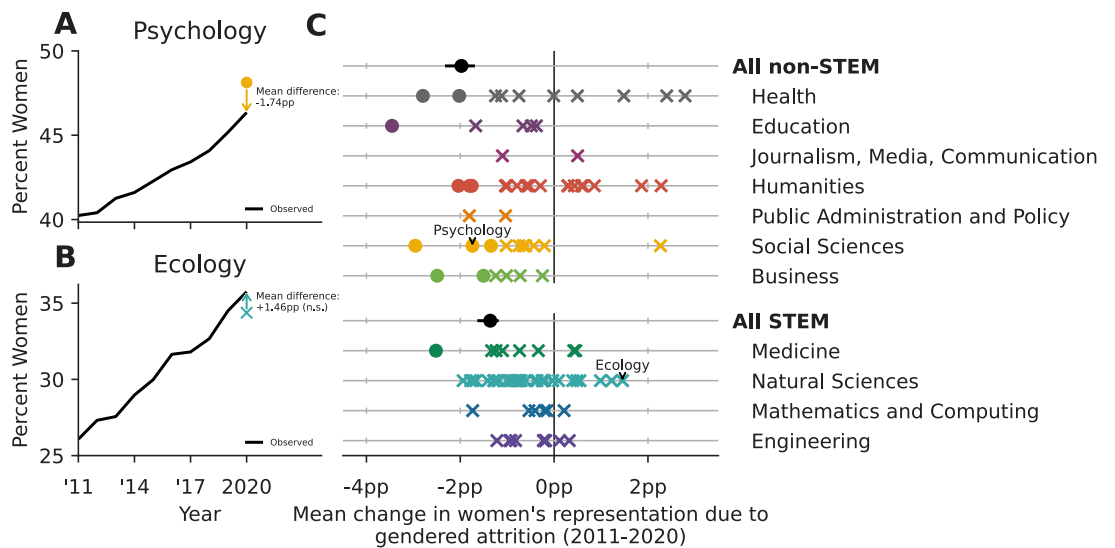 A
Psychology
Percent Women
50
45
40
Mean difference:
-1.74pp
Observed
B
Ecology
Percent Women
35
30
25
Mean difference:
+1.46pp (n.s.)
Observed
'11
'14
'17
2020
Year
C
All non-STEM
Health
Education
Journalism, Media, Communication
Humanities
Public Administration and Policy
Psychology
Social Sciences
Business
All STEM
Medicine
Ecology
Natural Sciences
Mathematics and Computing
Engineering
-4pp
-2pp
0pp
2pp
Mean change in women's representation due to
gendered attrition (2011-2020)